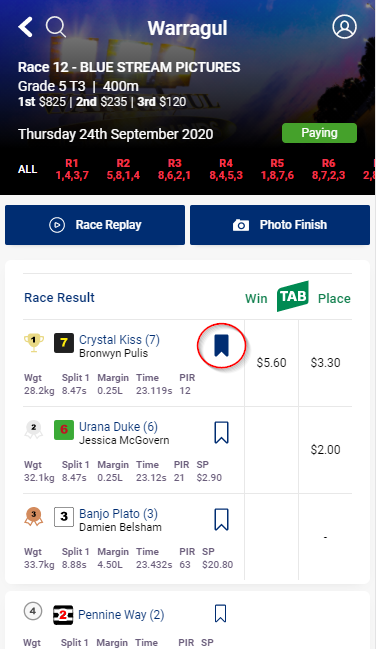 Warragul
Race 12 - BLUE STREAM PICTURES
Grade 5 T3 | 400m
1st $825 | 2nd $235 | 3rd $120
Thursday 24th September 2020 Paying
ALL R1 R2 R3 R4 R5 R6
1,4,3,7 5,8,1,4 8,6,2,1 8,4,5,3 1,8,7,6 8,7,2,3 2,8
Race Replay Photo Finish
Race Result Win TAB Place
1 7 Crystal Kiss (7)
Bronwyn Pulis
$5.60 $3.30
Wgt Split 1 Margin Time PIR
28.2kg 8.47s 0.25L 23.119s 12
2 6 Urana Duke (6)
Jessica McGovern
$2.00
Wgt Split 1 Margin Time PIR SP
32.1kg 8.47s 0.25L 23.12s 21 $2.90
3 3 Banjo Plato (3)
Damien Belsham
-
Wgt Split 1 Margin Time PIR SP
33.7kg 8.88s 4.50L 23.432s 63 $20.80
4 2 Pennine Way (2)
Wgt Split 1 Margin Time PIR SP